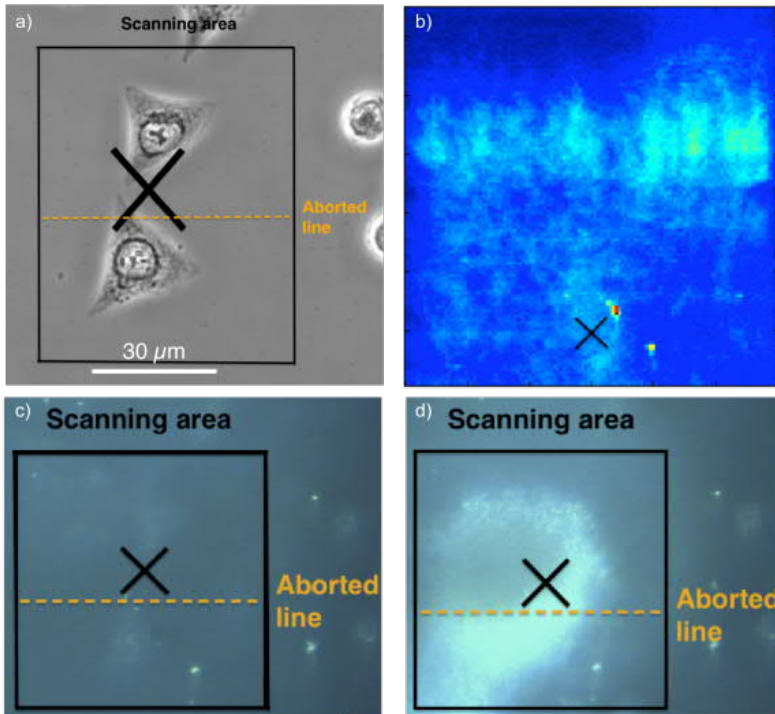 a)
Scanning area
Aborted
line
30 µm
b)
c)
Scanning area
Aborted
line
d)
Scanning area
Aborted
line